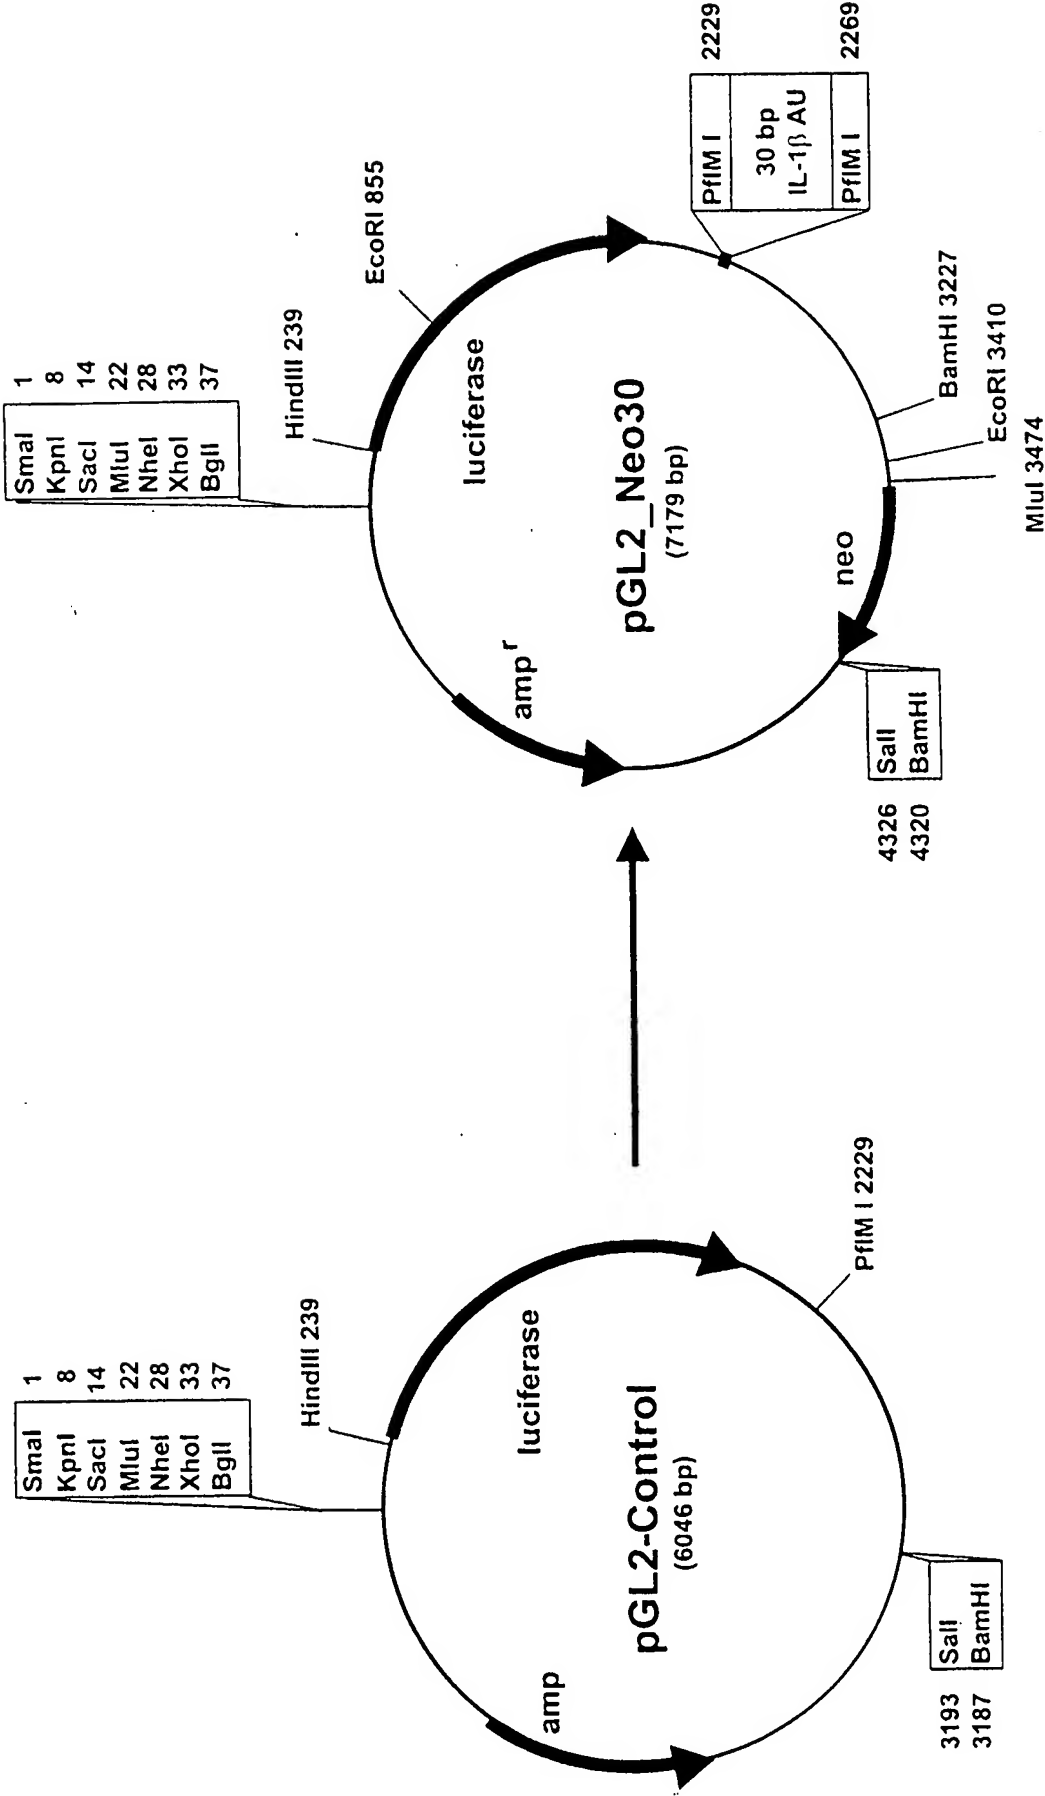 SmaI 1
KpnI 8
SacI 14
MluI 22
NheI 28
XhoI 33
BglI 37
HindIII 239
luciferase
PflM I 2229
pGL2-Control
(6046 bp)
amp
3193 SalI
3187 BamHI
SmaI 1
KpnI 8
SacI 14
MluI 22
NheI 28
XhoI 33
BglI 37
HindIII 239
EcoRI 855
luciferase
PflM I 2229
30 bp
IL-1β AU
PflM I 2269
pGL2_Neo30
(7179 bp)
amp r
neo
BamHI 3227
EcoRI 3410
MluI 3474
4326 SalI
4320 BamHI